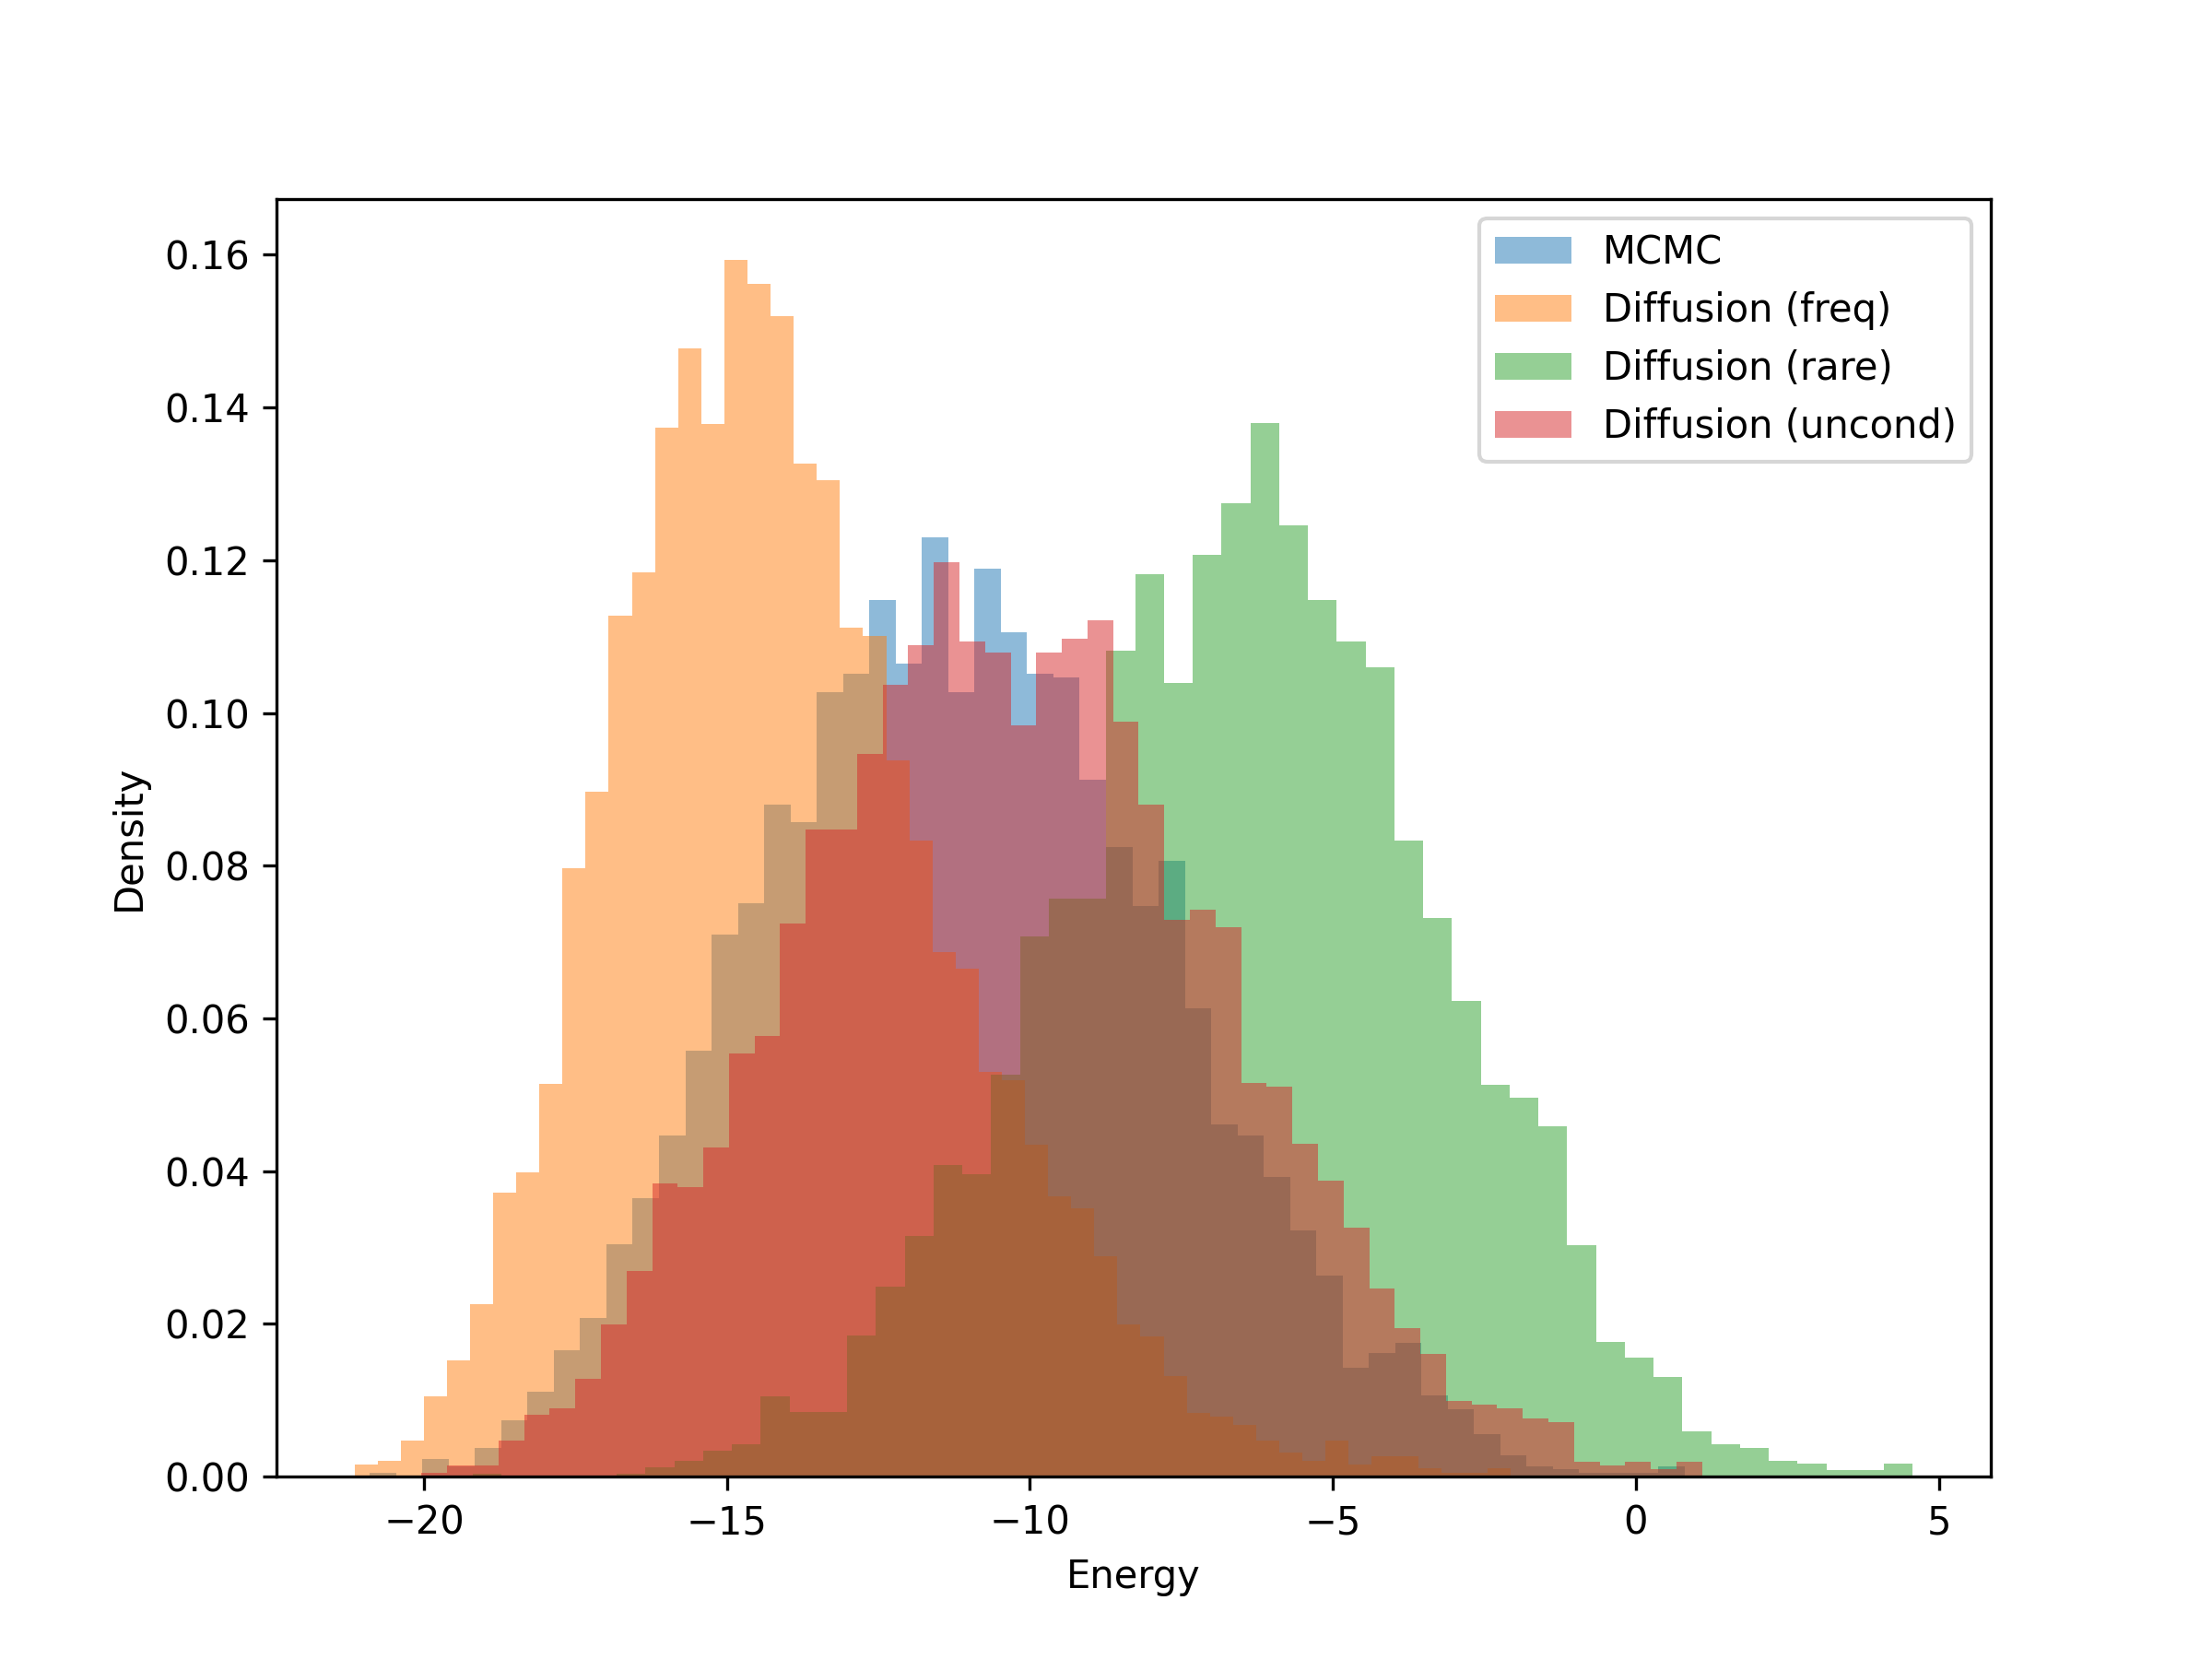 MCMC
Diffusion (freq)
Diffusion (rare)
Diffusion (uncond)
0.16
0.14
0.12
0.10
0.08
0.06
0.04
0.02
0.00
Density
−20 −15 −10 −5 0 5
Energy